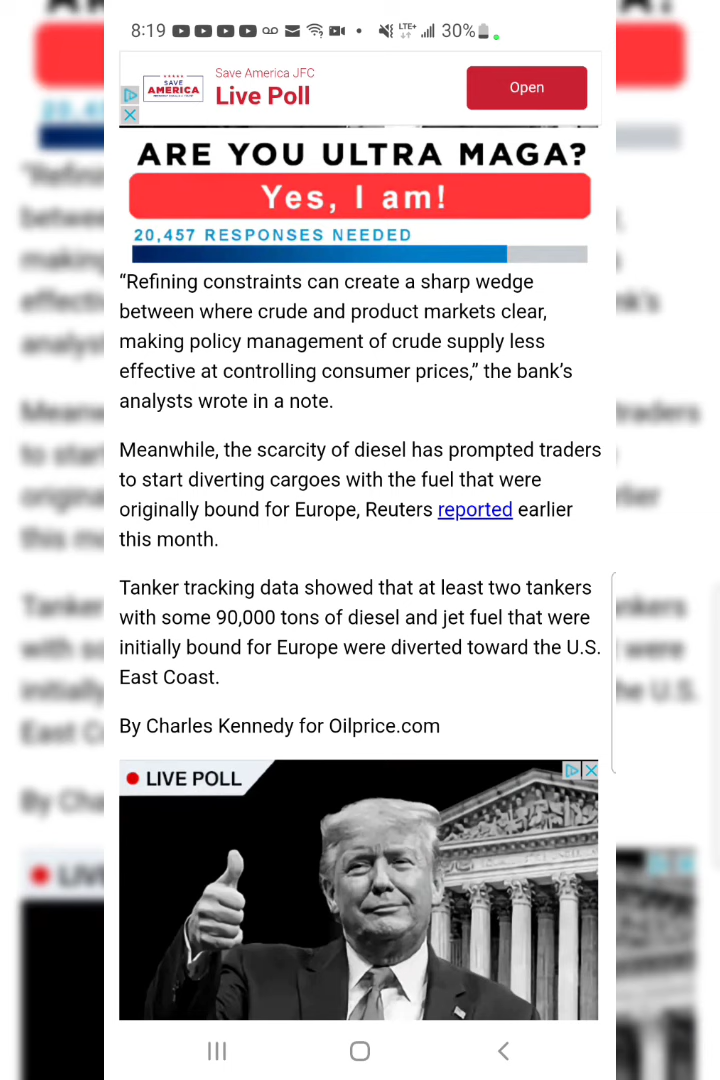 8:19
LTE+
30%
SAVE
AMERICA
Save America JFC
Live Poll
Open
ARE YOU ULTRA MAGA?
Yes, I am!
20,457 RESPONSES NEEDED
“Refining constraints can create a sharp wedge
between where crude and product markets clear,
making policy management of crude supply less
effective at controlling consumer prices,” the bank’s
analysts wrote in a note.
Meanwhile, the scarcity of diesel has prompted traders
to start diverting cargoes with the fuel that were
originally bound for Europe, Reuters reported earlier
this month.
Tanker tracking data showed that at least two tankers
with some 90,000 tons of diesel and jet fuel that were
initially bound for Europe were diverted toward the U.S.
East Coast.
By Charles Kennedy for Oilprice.com
LIVE POLL